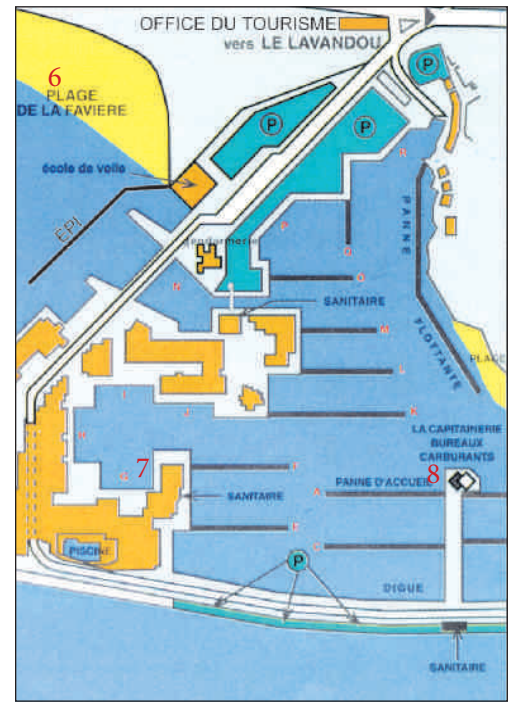 OFFICE DU TOURISME
vers LE LAVANDOU
6
PLAGE
DE LA FAVIERE
P
P
P
école de voile
EPI
PANNE
FLOTTANTE
gendarmerie
SANITAIRE
M
PLAGE
LA CAPITAINERIE
BUREAUX
CARBURANTS
7
8
PANNE D'ACCUEIL
A
SANITAIRE
PISCINE
P
DIGUE
SANITAIRE